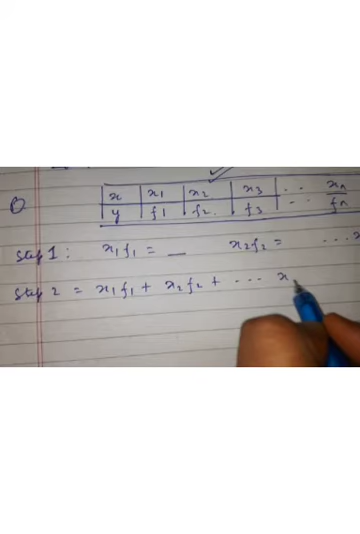 Q
x | x1 | x2 | x3 | .. | xn
y | f1 | f2. | f3 | .. | fn
Step 1: x1f1 = __ x2f2 = ...x
Step 2 = x1f1 + x2f2 + ... x